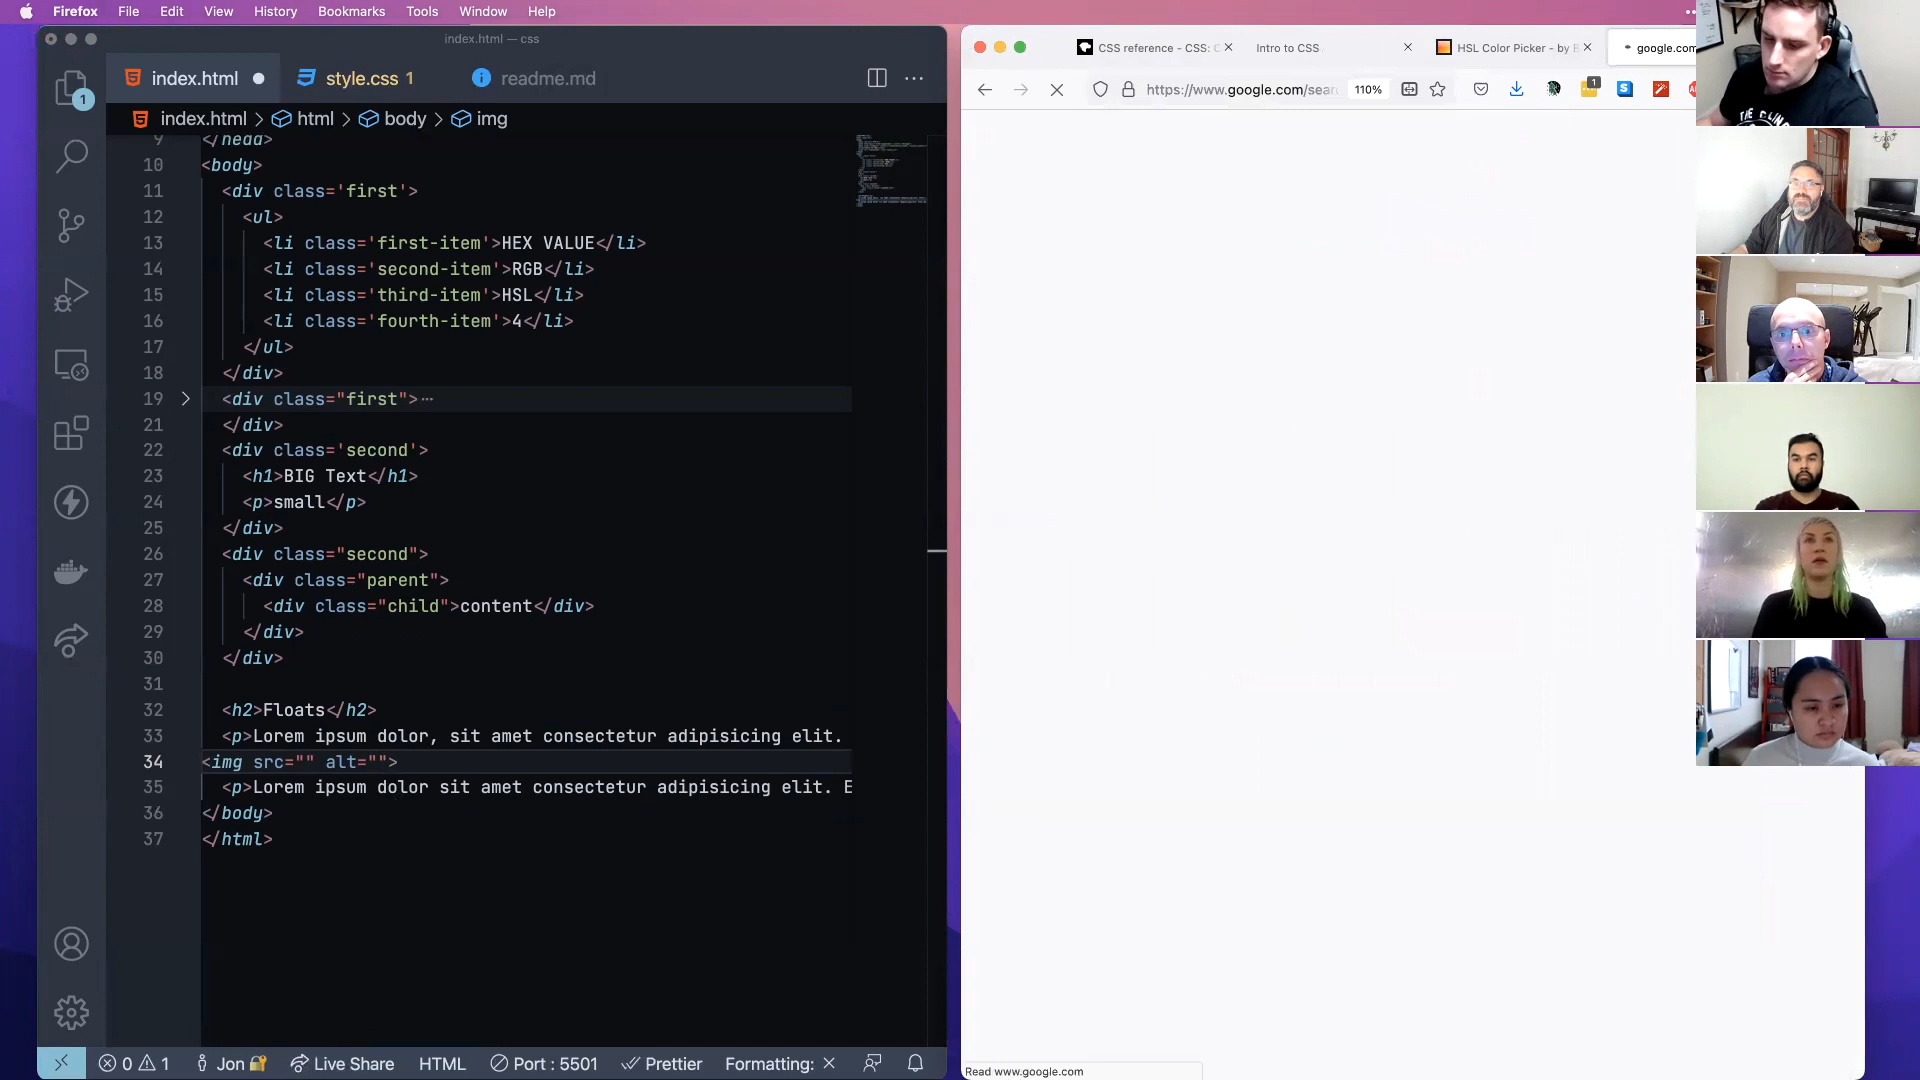 Firefox File Edit View History Bookmarks Tools Window Help
index.html — css
index.html style.css 1 readme.md
index.html > html > body > img
1
9 </head>
10 <body>
11 <div class='first'>
12 <ul>
13 <li class='first-item'>HEX VALUE</li>
14 <li class='second-item'>RGB</li>
15 <li class='third-item'>HSL</li>
16 <li class='fourth-item'>4</li>
17 </ul>
18 </div>
19 <div class="first">⋯
21 </div>
22 <div class='second'>
23 <h1>BIG Text</h1>
24 <p>small</p>
25 </div>
26 <div class="second">
27 <div class="parent">
28 <div class="child">content</div>
29 </div>
30 </div>
31
32 <h2>Floats</h2>
33 <p>Lorem ipsum dolor, sit amet consectetur adipisicing elit.
34 <img src="" alt="">
35 <p>Lorem ipsum dolor sit amet consectetur adipisicing elit. E
36 </body>
37 </html>
0 1 Jon Live Share HTML Port : 5501 Prettier Formatting: ×
CSS reference - CSS: Intro to CSS HSL Color Picker - by google.com
https://www.google.com/sear 110% 1
Read www.google.com
THE